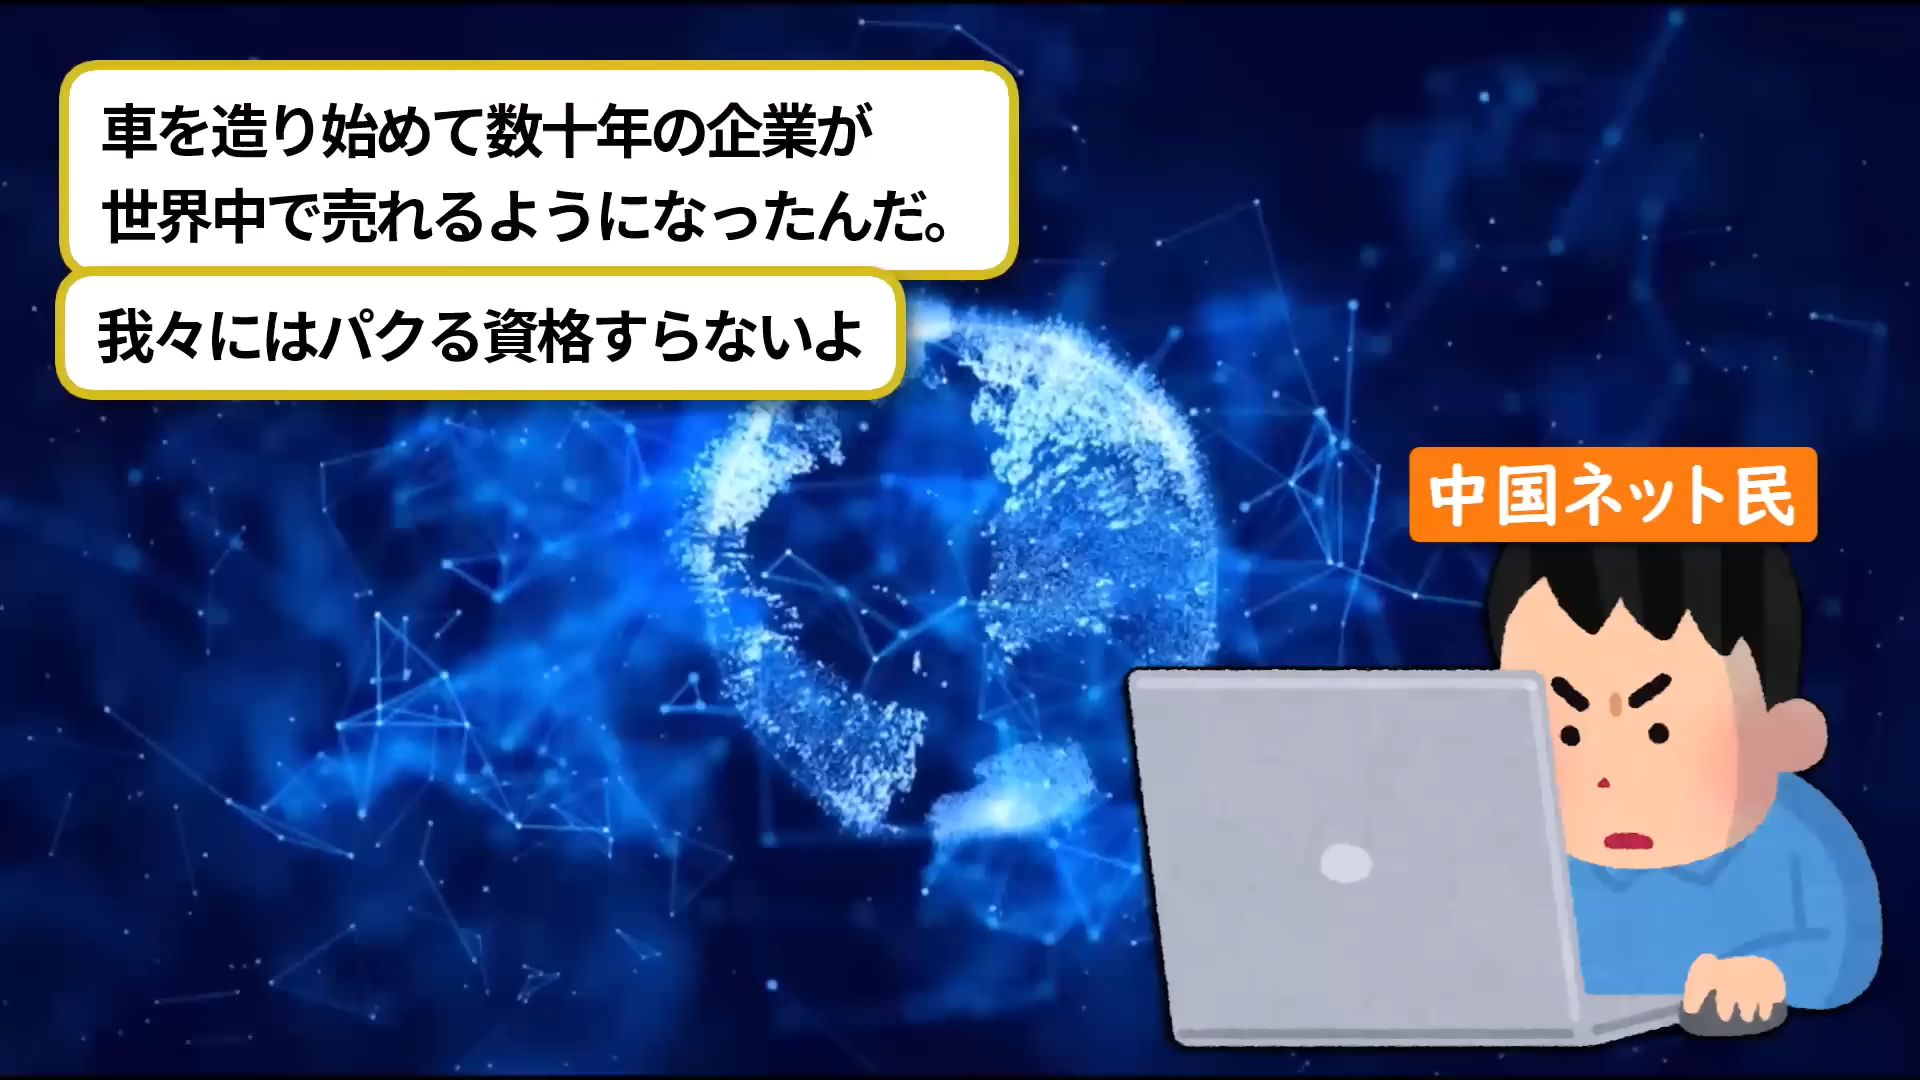 車を造り始めて数十年の企業が
世界中で売れるようになったんだ。
我々にはパクる資格すらないよ
中国ネット民